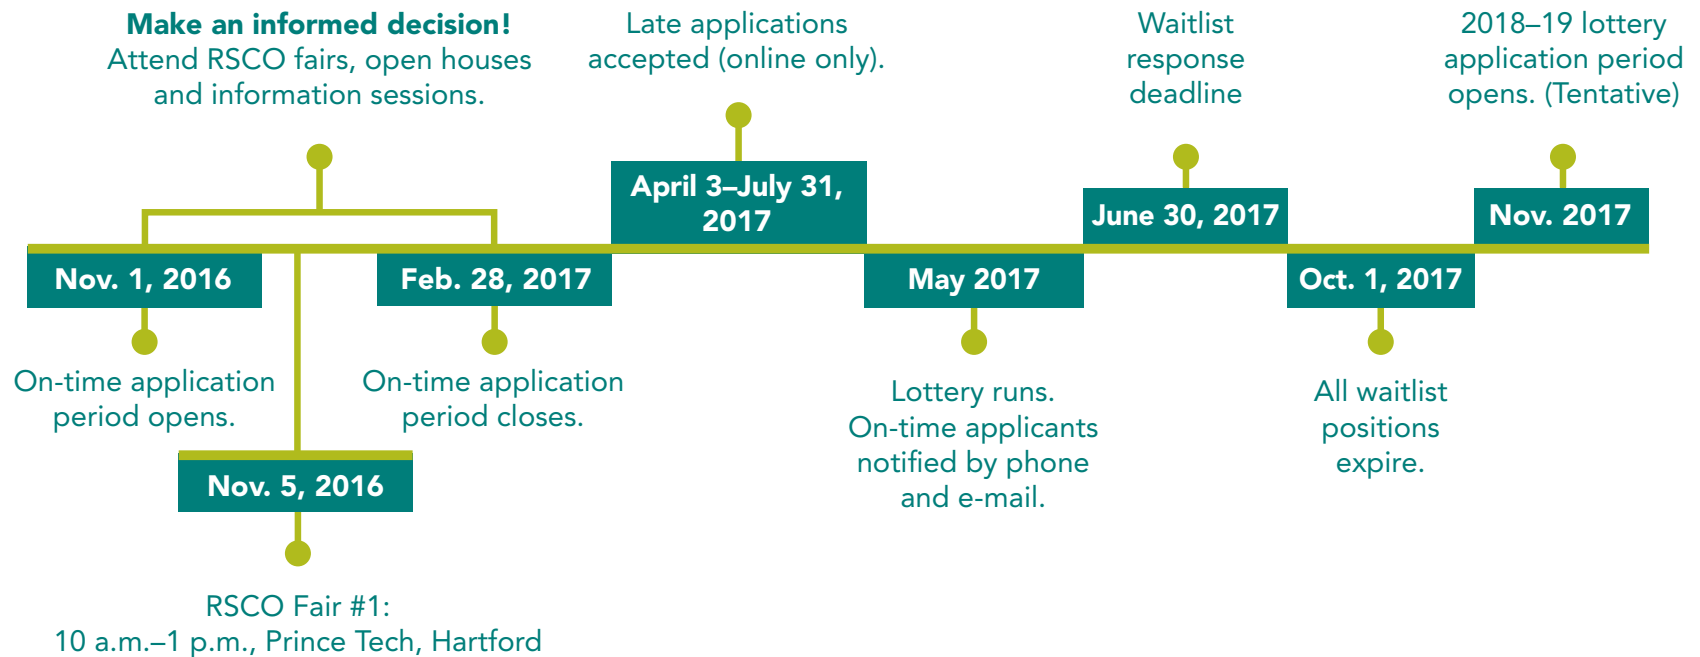 Make an informed decision!
Attend RSCO fairs, open houses
and information sessions.
Late applications
accepted (online only).
Waitlist
response
deadline
2018–19 lottery
application period
opens. (Tentative)
April 3–July 31,
2017
June 30, 2017
Nov. 2017
Nov. 1, 2016
Feb. 28, 2017
May 2017
Oct. 1, 2017
On-time application
period opens.
On-time application
period closes.
Lottery runs.
On-time applicants
notified by phone
and e-mail.
All waitlist
positions
expire.
Nov. 5, 2016
RSCO Fair #1:
10 a.m.–1 p.m., Prince Tech, Hartford